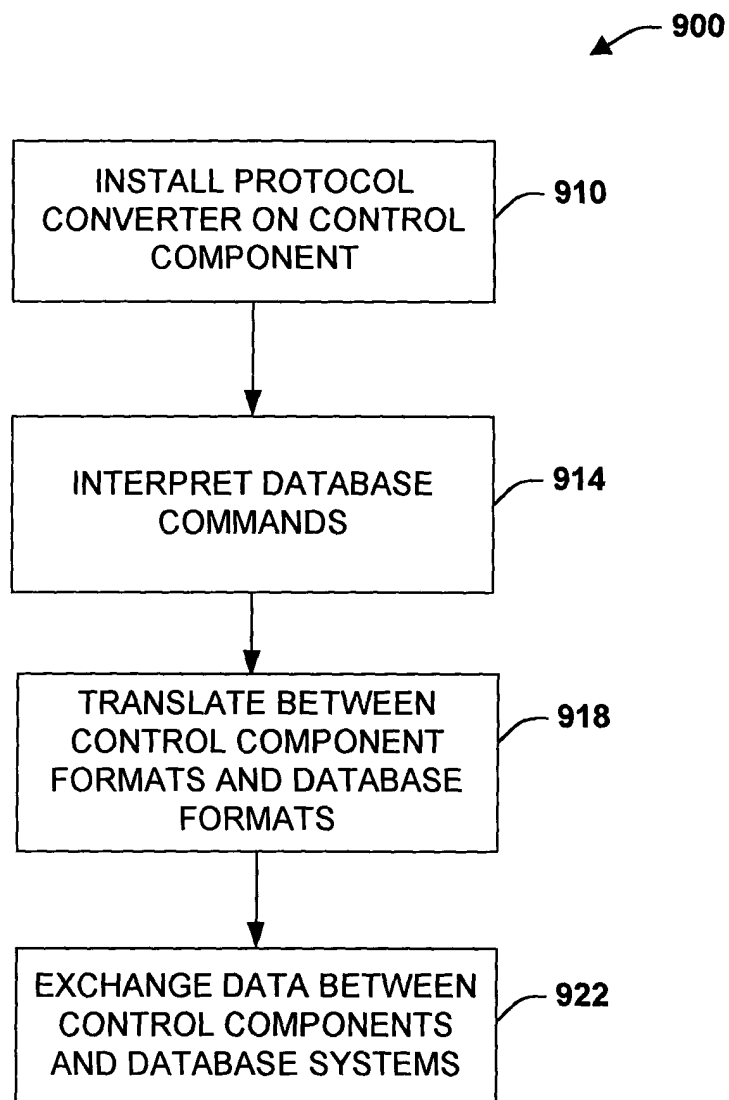 900
INSTALL PROTOCOL
CONVERTER ON CONTROL
COMPONENT
910
INTERPRET DATABASE
COMMANDS
914
TRANSLATE BETWEEN
CONTROL COMPONENT
FORMATS AND DATABASE
FORMATS
918
EXCHANGE DATA BETWEEN
CONTROL COMPONENTS
AND DATABASE SYSTEMS
922